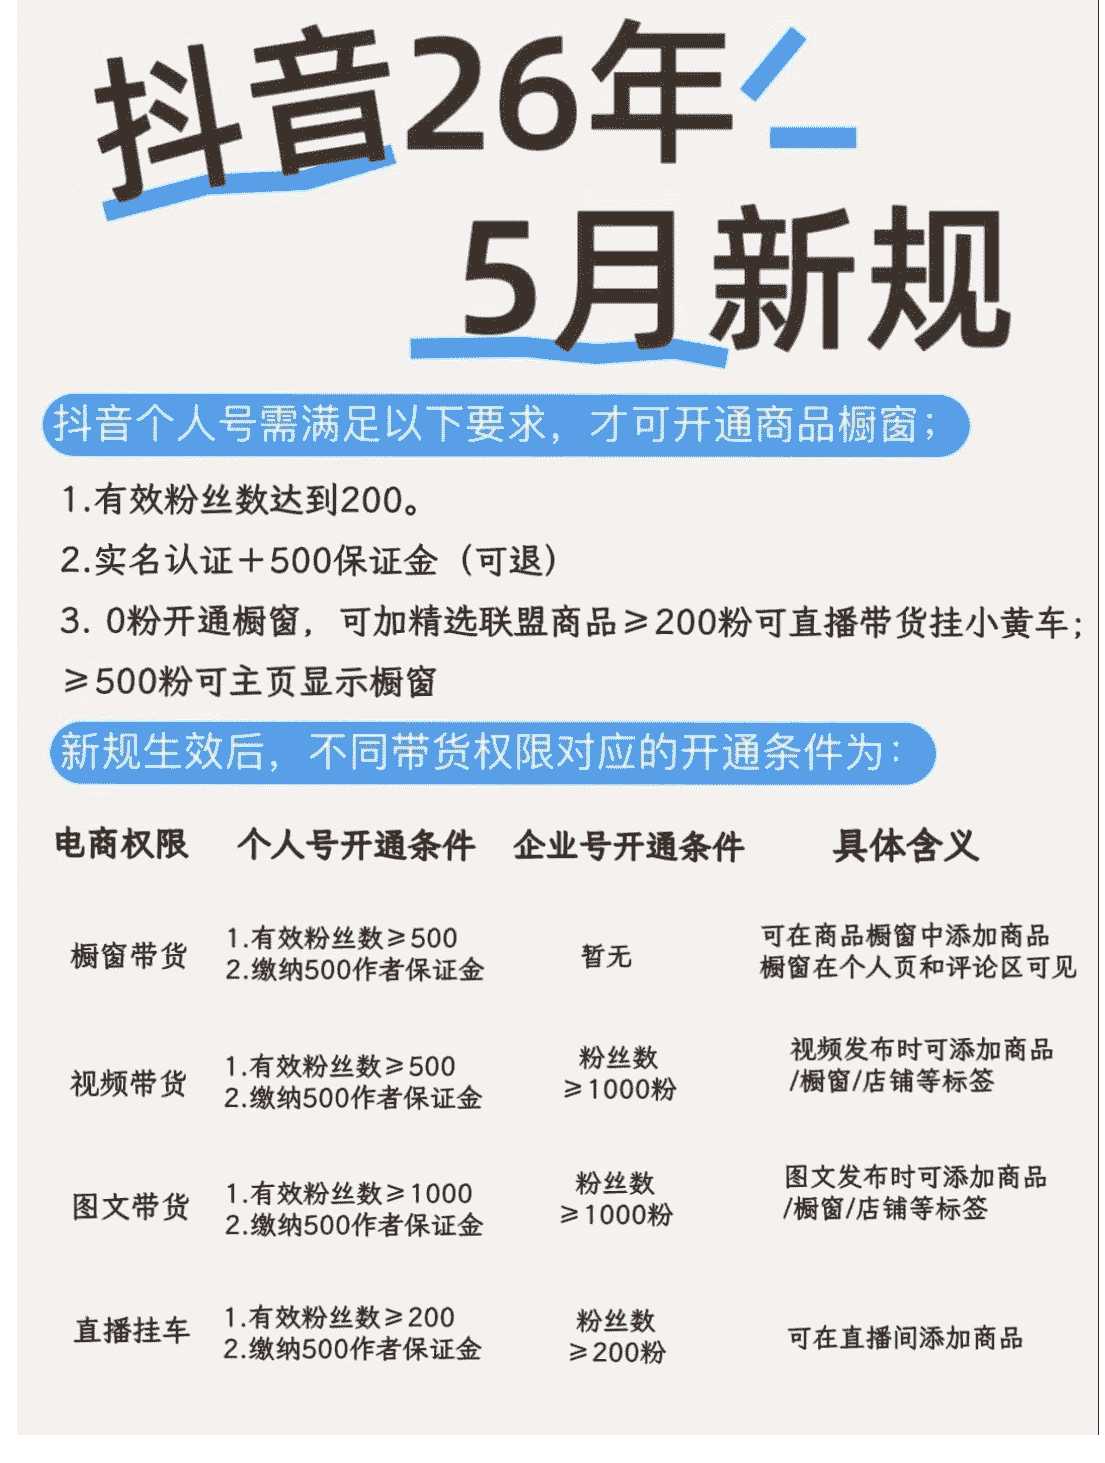 抖音26年
5月新规
抖音个人号需满足以下要求，才可开通商品橱窗；
1.有效粉丝数达到200。
2.实名认证＋500保证金（可退）
3. 0粉开通橱窗，可加精选联盟商品≥200粉可直播带货挂小黄车；
≥500粉可主页显示橱窗
新规生效后，不同带货权限对应的开通条件为：
电商权限 个人号开通条件 企业号开通条件 具体含义
橱窗带货
1.有效粉丝数≥500
2.缴纳500作者保证金
暂无
可在商品橱窗中添加商品
橱窗在个人页和评论区可见
视频带货
1.有效粉丝数≥500
2.缴纳500作者保证金
粉丝数
≥1000粉
视频发布时可添加商品
/橱窗/店铺等标签
图文带货
1.有效粉丝数≥1000
2.缴纳500作者保证金
粉丝数
≥1000粉
图文发布时可添加商品
/橱窗/店铺等标签
直播挂车
1.有效粉丝数≥200
2.缴纳500作者保证金
粉丝数
≥200粉
可在直播间添加商品